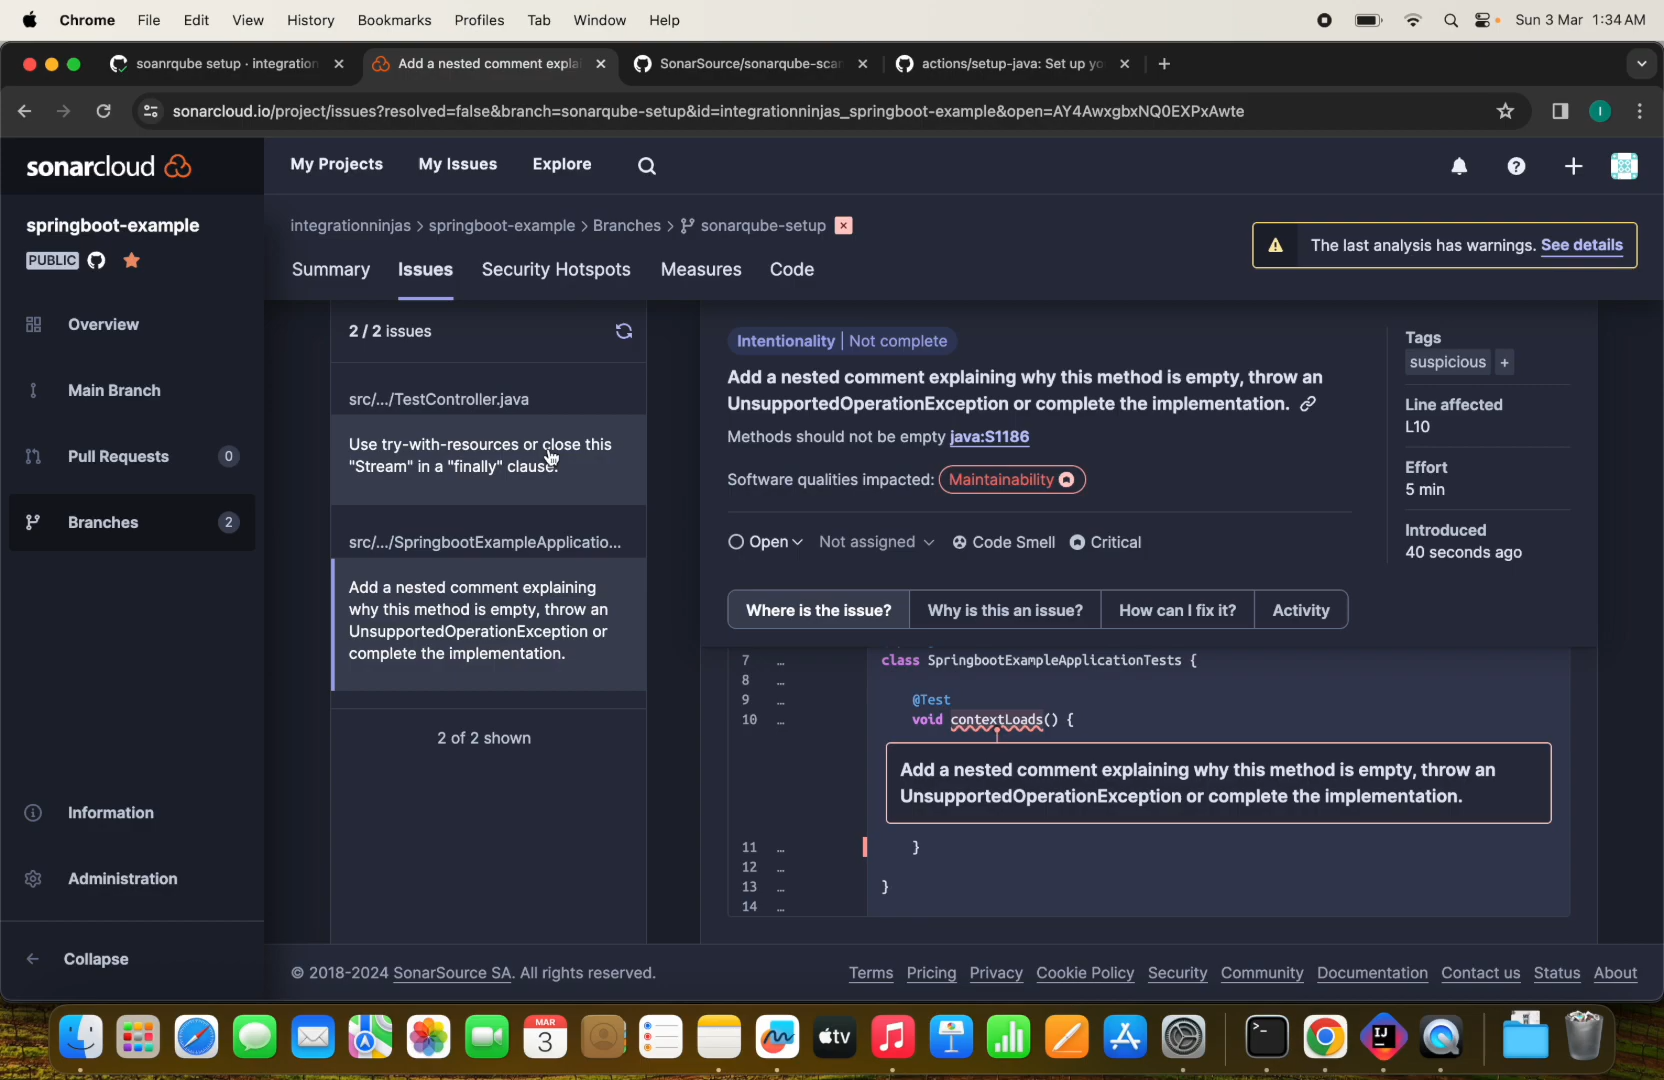 Chrome File Edit View History Bookmarks Profiles Tab Window Help Sun 3 Mar 1:34 AM
soanrqube setup · integration Add a nested comment expla SonarSource/sonarqube-scan actions/setup-java: Set up yo
sonarcloud.io/project/issues?resolved=false&branch=sonarqube-setup&id=integrationninjas_springboot-example&open=AY4AwxgbxNQ0EXPxAwte
I
sonarcloud My Projects My Issues Explore
springboot-example
PUBLIC
integrationninjas > springboot-example > Branches > sonarqube-setup
The last analysis has warnings. See details
Summary Issues Security Hotspots Measures Code
Overview
Main Branch
Pull Requests 0
Branches 2
Information
Administration
Collapse
2 / 2 issues
src/.../TestController.java
Use try-with-resources or close this
"Stream" in a "finally" clause.
src/.../SpringbootExampleApplicatio...
Add a nested comment explaining
why this method is empty, throw an
UnsupportedOperationException or
complete the implementation.
2 of 2 shown
Intentionality | Not complete
Add a nested comment explaining why this method is empty, throw an
UnsupportedOperationException or complete the implementation.
Methods should not be empty java:S1186
Software qualities impacted: Maintainability
Open Not assigned Code Smell Critical
Tags
suspicious +
Line affected
L10
Effort
5 min
Introduced
40 seconds ago
Where is the issue? Why is this an issue? How can I fix it? Activity
7 … class SpringbootExampleApplicationTests {
8 …
9 … @Test
10 … void contextLoads() {
Add a nested comment explaining why this method is empty, throw an
UnsupportedOperationException or complete the implementation.
11 … }
12 …
13 … }
14 …
© 2018-2024 SonarSource SA. All rights reserved. Terms Pricing Privacy Cookie Policy Security Community Documentation Contact us Status About
MAR
3
tv
IJ